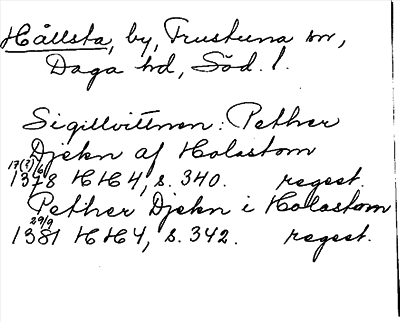 Hållsta, by, Frustuna sn,
Daga hd, Söd. l.
Sigillvittnen: Pether
Djekn af Holastom
17(?)/6 1378 HH4, s. 340. regest.
Pether Djekn i Holastom
29/9 1381 HH4, s. 342. regest.